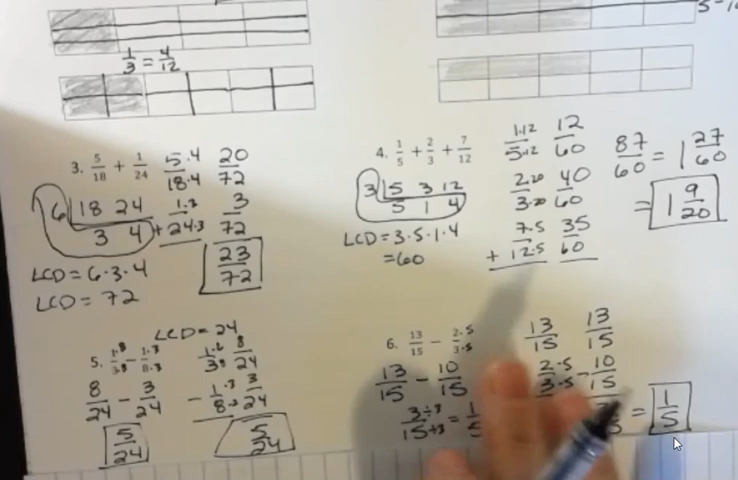 1/3 = 4/12
3. 5/18 + 1/24
5·4/18·4 20/72
6 18 24
3 4
+ 1·3/24·3 3/72
LCD = 6·3·4
LCD = 72
23/72
4. 1/5 + 2/3 + 7/12
1·12/5·12 12/60
3 5 3 12
5 1 4
2·20/3·20 40/60
LCD = 3·5·1·4
= 60
+ 7·5/12·5 35/60
87/60 = 1 27/60
= 1 9/20
LCD = 24
5.
8/24 - 3/24
5/24
8/24
- 3/24
5/24
6. 13/15 - 2·5/3·5
13/15 - 10/15
3÷3/15÷3 = 1/5
13/15 13/15
2·5/3·5 - 10/15
= 1/5